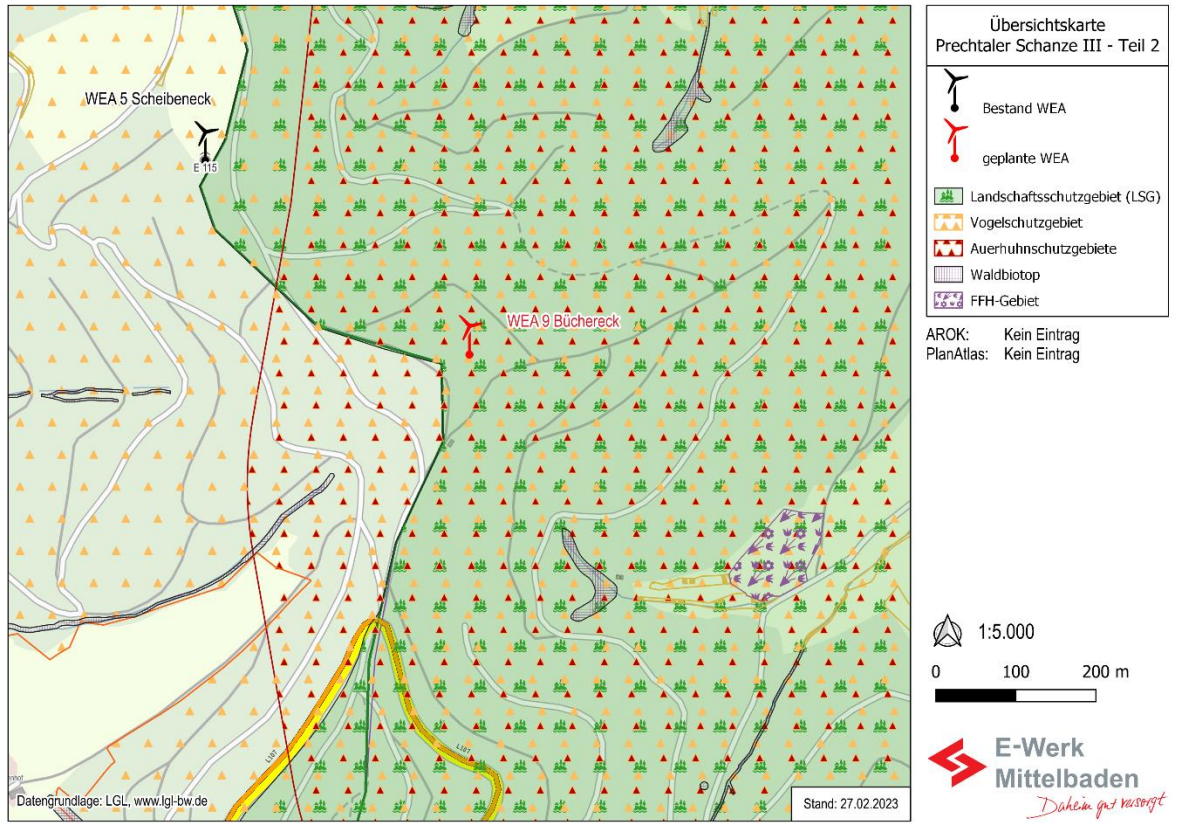 WEA 5 Scheibeneck
E 115
WEA 9 Büchereck
L107
L107
Datengrundlage: LGL, www.lgl-bw.de
Stand: 27.02.2023
Übersichtskarte
Prechtaler Schanze III - Teil 2
Bestand WEA
geplante WEA
Landschaftsschutzgebiet (LSG)
Vogelschutzgebiet
Auerhuhnschutzgebiete
Waldbiotop
FFH-Gebiet
AROK: Kein Eintrag
PlanAtlas: Kein Eintrag
1:5.000
0 100 200 m
E-Werk
Mittelbaden
Daheim gut versorgt